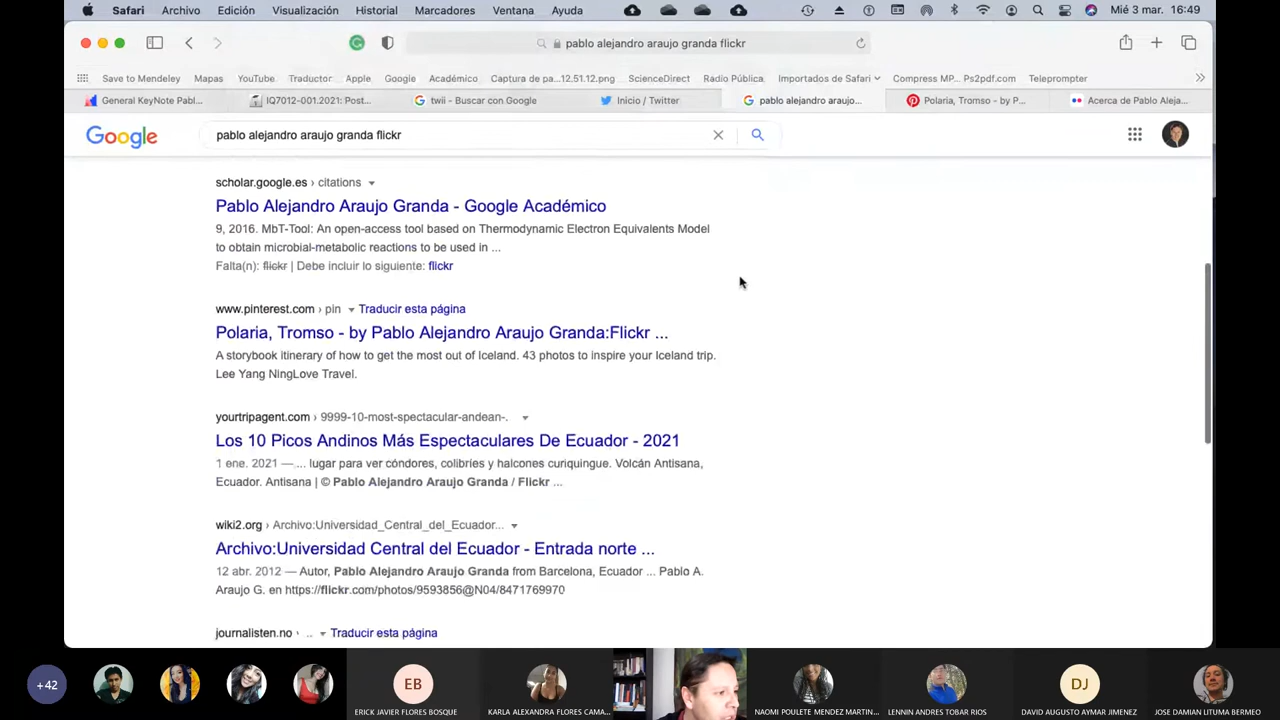 Safari Archivo Edición Visualización Historial Marcadores Ventana Ayuda Mié 3 mar. 16:49
pablo alejandro araujo granda flickr
Save to Mendeley Mapas YouTube Traductor Apple Google Académico Captura de pa...12.51.12.png ScienceDirect Radio Pública Importados de Safari Compress MP... Ps2pdf.com Teleprompter
General KeyNote Pabl... IQ7012-001.2021: Post... twii - Buscar con Google Inicio / Twitter pablo alejandro araujo... Polaria, Tromso - by P... Acerca de Pablo Aleja...
Google pablo alejandro araujo granda flickr
scholar.google.es › citations
Pablo Alejandro Araujo Granda - Google Académico
9, 2016. MbT-Tool: An open-access tool based on Thermodynamic Electron Equivalents Model
to obtain microbial-metabolic reactions to be used in ...
Falta(n): flickr | Debe incluir lo siguiente: flickr
www.pinterest.com › pin Traducir esta página
Polaria, Tromso - by Pablo Alejandro Araujo Granda:Flickr ...
A storybook itinerary of how to get the most out of Iceland. 43 photos to inspire your Iceland trip.
Lee Yang NingLove Travel.
yourtripagent.com › 9999-10-most-spectacular-andean-.
Los 10 Picos Andinos Más Espectaculares De Ecuador - 2021
1 ene. 2021 — ... lugar para ver cóndores, colibríes y halcones curiquingue. Volcán Antisana,
Ecuador. Antisana | © Pablo Alejandro Araujo Granda / Flickr ...
wiki2.org › Archivo:Universidad_Central_del_Ecuador...
Archivo:Universidad Central del Ecuador - Entrada norte ...
12 abr. 2012 — Autor, Pablo Alejandro Araujo Granda from Barcelona, Ecuador ... Pablo A.
Araujo G. en https://flickr.com/photos/9593856@N04/8471769970
journalisten.no › .. Traducir esta página
+42 EB DJ
ERICK JAVIER FLORES BOSQUE KARLA ALEXANDRA FLORES CAMA... NAOMI POULETE MENDEZ MARTIN... LENNIN ANDRES TOBAR RIOS DAVID AUGUSTO AYMAR JIMENEZ JOSE DAMIAN LITUMA BERMEO